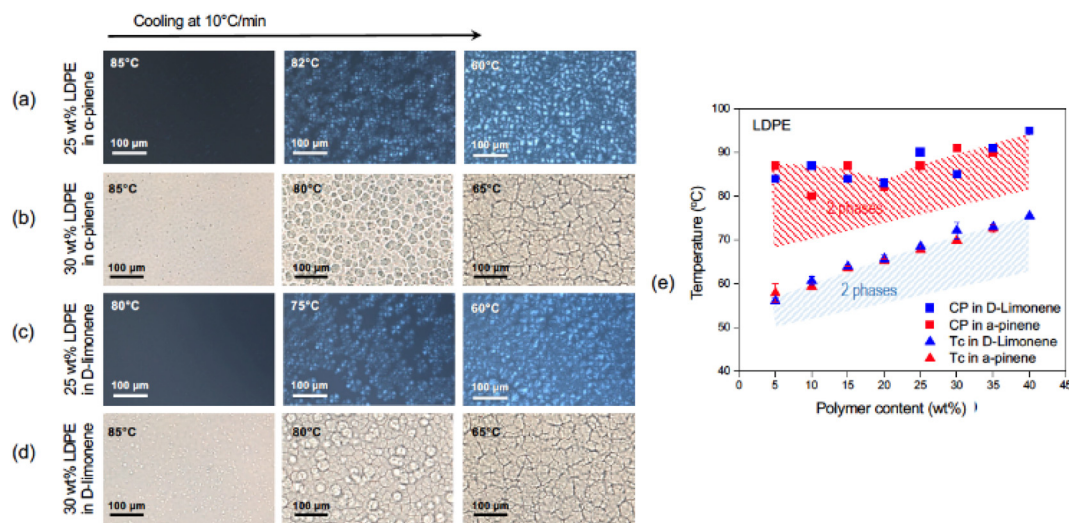 Cooling at 10°C/min
(a)
25 wt% LDPE
in α-pinene
85°C
100 µm
82°C
100 µm
60°C
100 µm
(b)
30 wt% LDPE
in α-pinene
85°C
100 µm
80°C
100 µm
65°C
100 µm
(c)
25 wt% LDPE
in D-limonene
80°C
100 µm
75°C
100 µm
60°C
100 µm
(d)
30 wt% LDPE
in D-limonene
85°C
100 µm
80°C
100 µm
65°C
100 µm
(e)
Temperature (°C)
100
90
80
70
60
50
40
LDPE
2 phases
2 phases
CP in D-Limonene
CP in a-pinene
Tc in D-Limonene
Tc in a-pinene
0 5 10 15 20 25 30 35 40 45
Polymer content (wt%) )